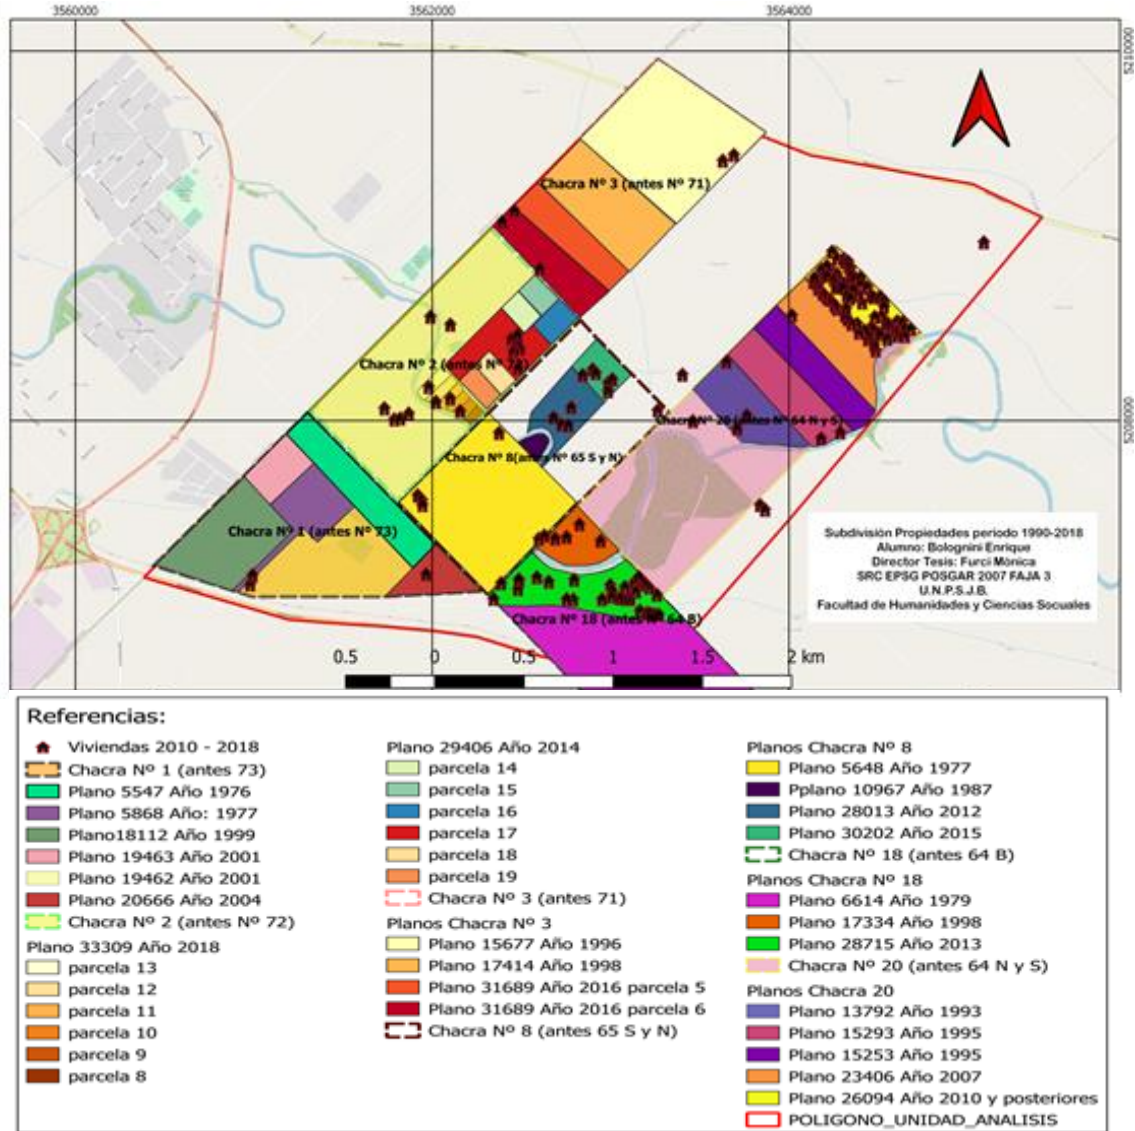 3560000
3562000
3564000
5210000
5208000
Chacra Nº 3 (antes Nº 71)
Chacra Nº 2 (antes Nº 72)
Chacra Nº 20 (antes Nº 64 N y S)
Chacra Nº 8(antes Nº 65 S y N)
Chacra Nº 1 (antes Nº 73)
Chacra Nº 18 (antes Nº 64 B)
Subdivisión Propiedades periodo 1990-2018
Alumno: Bolognini Enrique
Director Tesis: Furci Mónica
SRC EPSG POSGAR 2007 FAJA 3
U.N.P.S.J.B.
Facultad de Humanidades y Ciencias Socuales
0.5 0 0.5 1 1.5 2 km
Referencias:
Viviendas 2010 - 2018
Chacra Nº 1 (antes 73)
Plano 5547 Año 1976
Plano 5868 Año: 1977
Plano18112 Año 1999
Plano 19463 Año 2001
Plano 19462 Año 2001
Plano 20666 Año 2004
Chacra Nº 2 (antes Nº 72)
Plano 33309 Año 2018
parcela 13
parcela 12
parcela 11
parcela 10
parcela 9
parcela 8
Plano 29406 Año 2014
parcela 14
parcela 15
parcela 16
parcela 17
parcela 18
parcela 19
Chacra Nº 3 (antes 71)
Planos Chacra Nº 3
Plano 15677 Año 1996
Plano 17414 Año 1998
Plano 31689 Año 2016 parcela 5
Plano 31689 Año 2016 parcela 6
Chacra Nº 8 (antes 65 S y N)
Planos Chacra Nº 8
Plano 5648 Año 1977
Pplano 10967 Año 1987
Plano 28013 Año 2012
Plano 30202 Año 2015
Chacra Nº 18 (antes 64 B)
Planos Chacra Nº 18
Plano 6614 Año 1979
Plano 17334 Año 1998
Plano 28715 Año 2013
Chacra Nº 20 (antes 64 N y S)
Planos Chacra 20
Plano 13792 Año 1993
Plano 15293 Año 1995
Plano 15253 Año 1995
Plano 23406 Año 2007
Plano 26094 Año 2010 y posteriores
POLIGONO_UNIDAD_ANALISIS